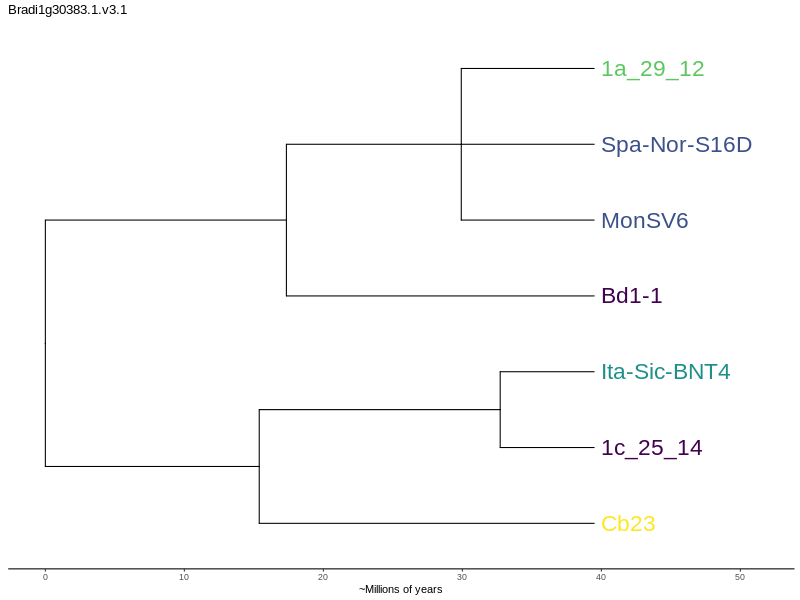 Bradi1g30383.1.v3.1
1a_29_12
Spa-Nor-S16D
MonSV6
Bd1-1
Ita-Sic-BNT4
1c_25_14
Cb23
0 10 20 30 40 50
~Millions of years